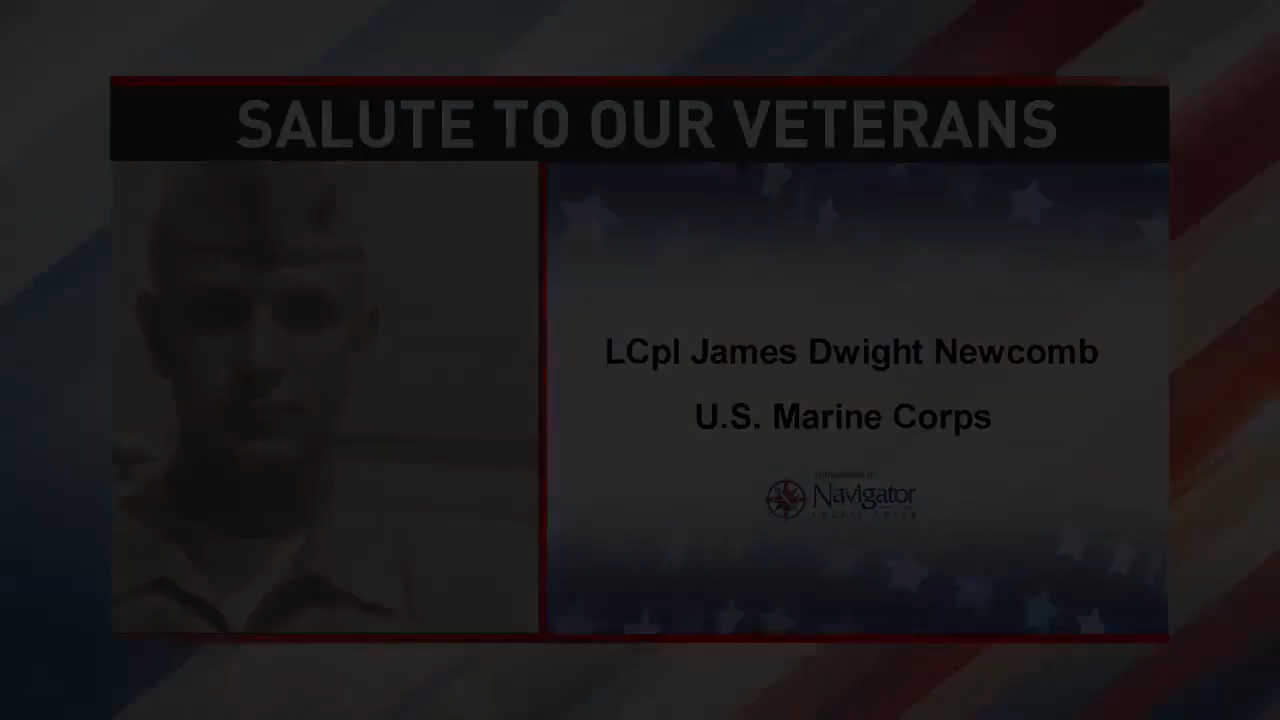 SALUTE TO OUR VETERANS
LCpl James Dwight Newcomb
U.S. Marine Corps
Navigator